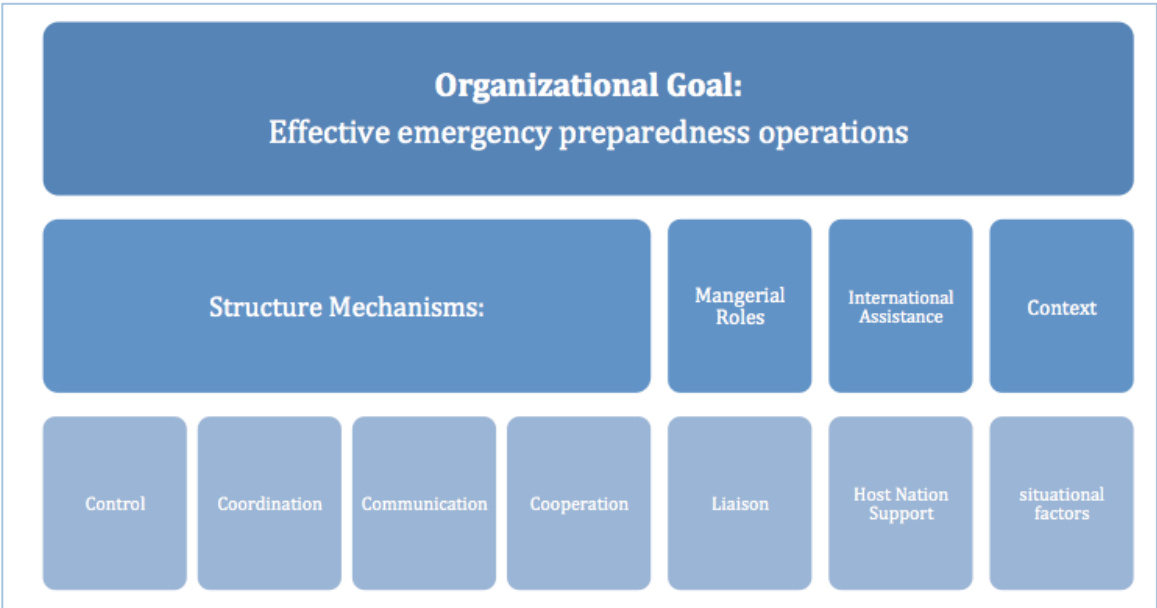 Organizational Goal:
Effective emergency preparedness operations
Structure Mechanisms:
Mangerial
Roles
International
Assistance
Context
Control
Coordination
Communication
Cooperation
Liaison
Host Nation
Support
situational
factors